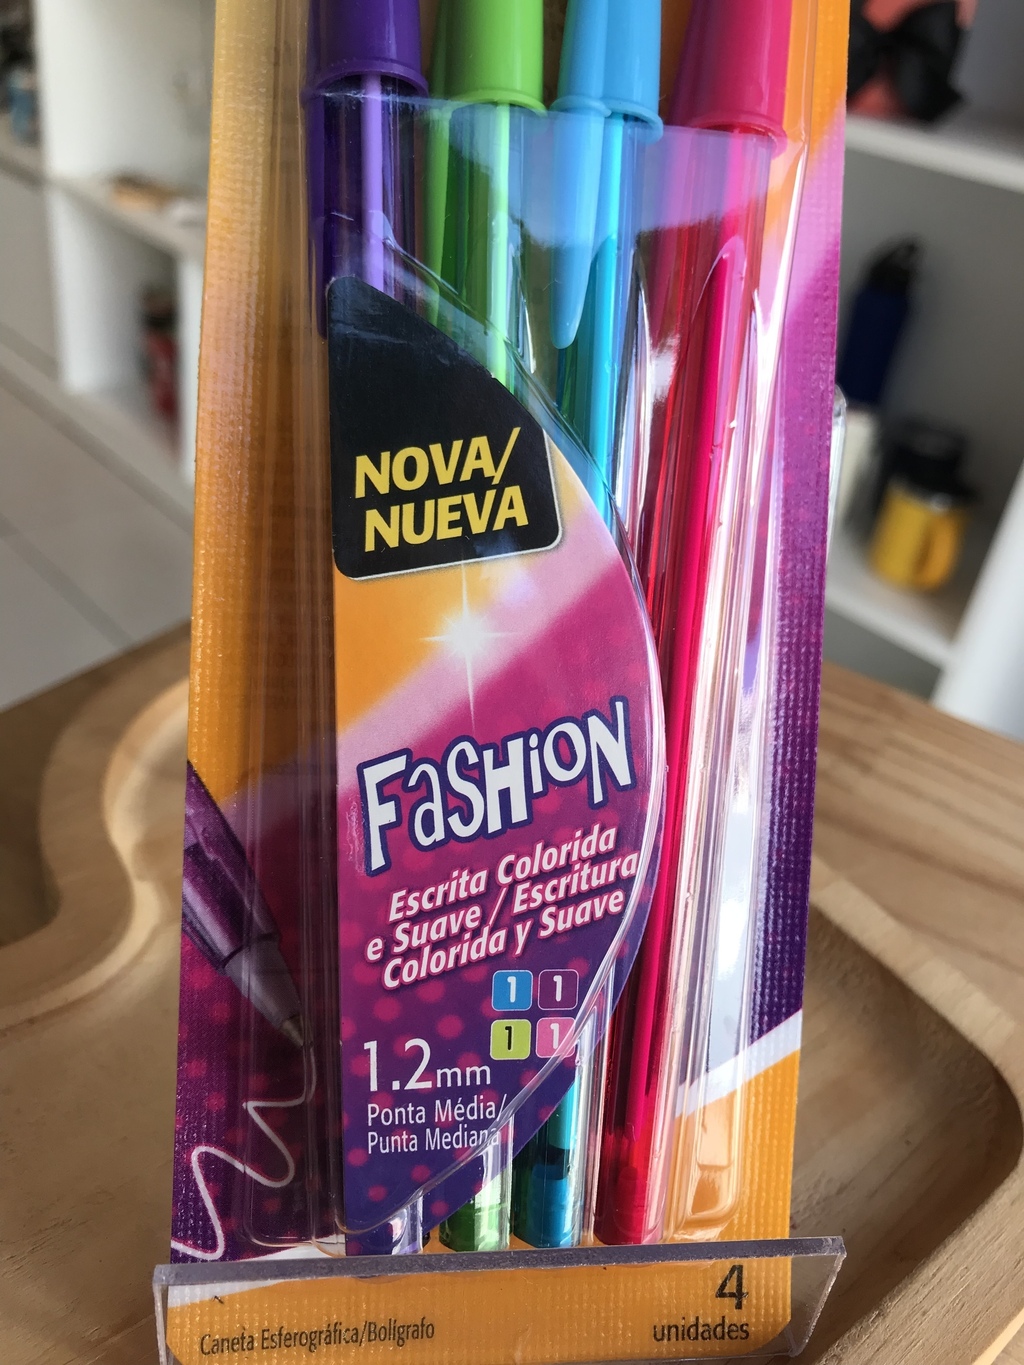 NOVA/
NUEVA
FaSHiON
Escrita Colorida
e Suave / Escritura
Colorida y Suave
1 1
1 1
1.2mm
Ponta Média/
Punta Mediana
4
unidades
Caneta Esferográfica/Bolígrafo